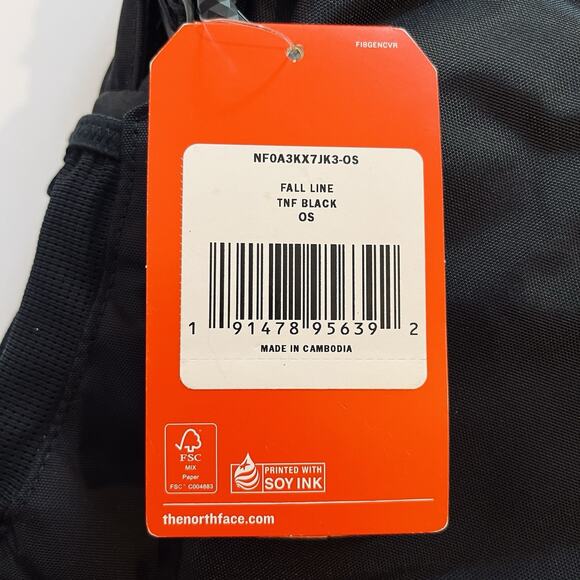 FI8GENCVR
NF0A3KX7JK3-OS
FALL LINE
TNF BLACK
OS
1 91478 95639 2
MADE IN CAMBODIA
FSC
MIX
Paper
FSC® C004883
PRINTED WITH
SOY INK
thenorthface.com